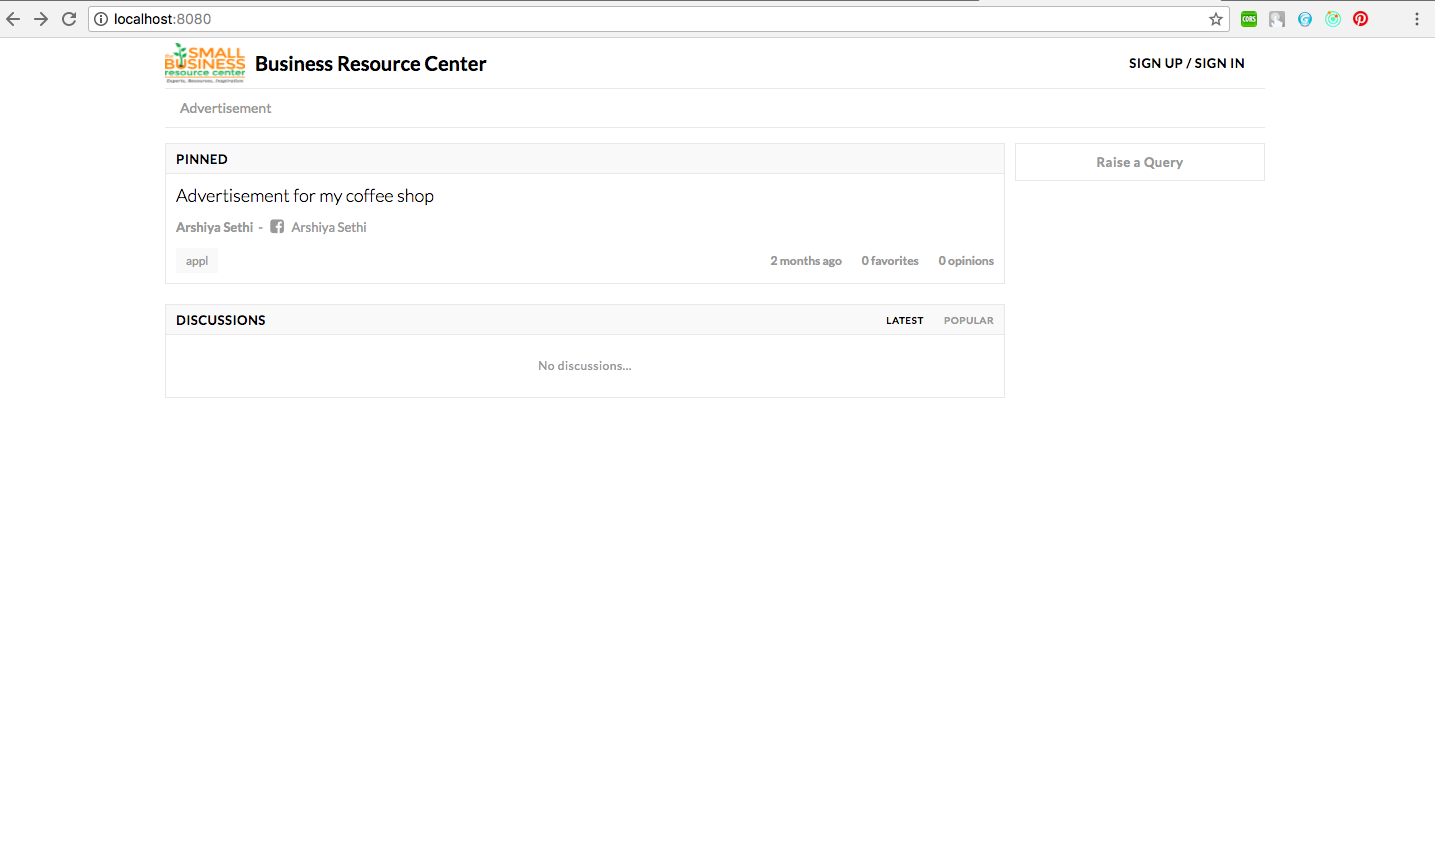 localhost:8080
CORS
SMALL
BUSINESS
resource center
Experts, Resources, Inspiration
Business Resource Center
SIGN UP / SIGN IN
Advertisement
PINNED
Raise a Query
Advertisement for my coffee shop
Arshiya Sethi - Arshiya Sethi
appl
2 months ago 0 favorites 0 opinions
DISCUSSIONS
LATEST POPULAR
No discussions...